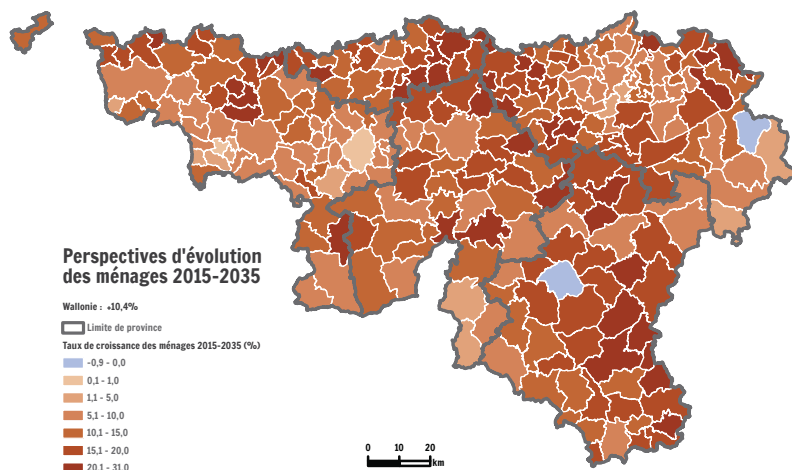 Perspectives d'évolution
des ménages 2015-2035
Wallonie : +10,4%
Limite de province
Taux de croissance des ménages 2015-2035 (%)
-0,9 - 0,0
0,1 - 1,0
1,1 - 5,0
5,1 - 10,0
10,1 - 15,0
15,1 - 20,0
20,1 - 31,0
0 10 20
km